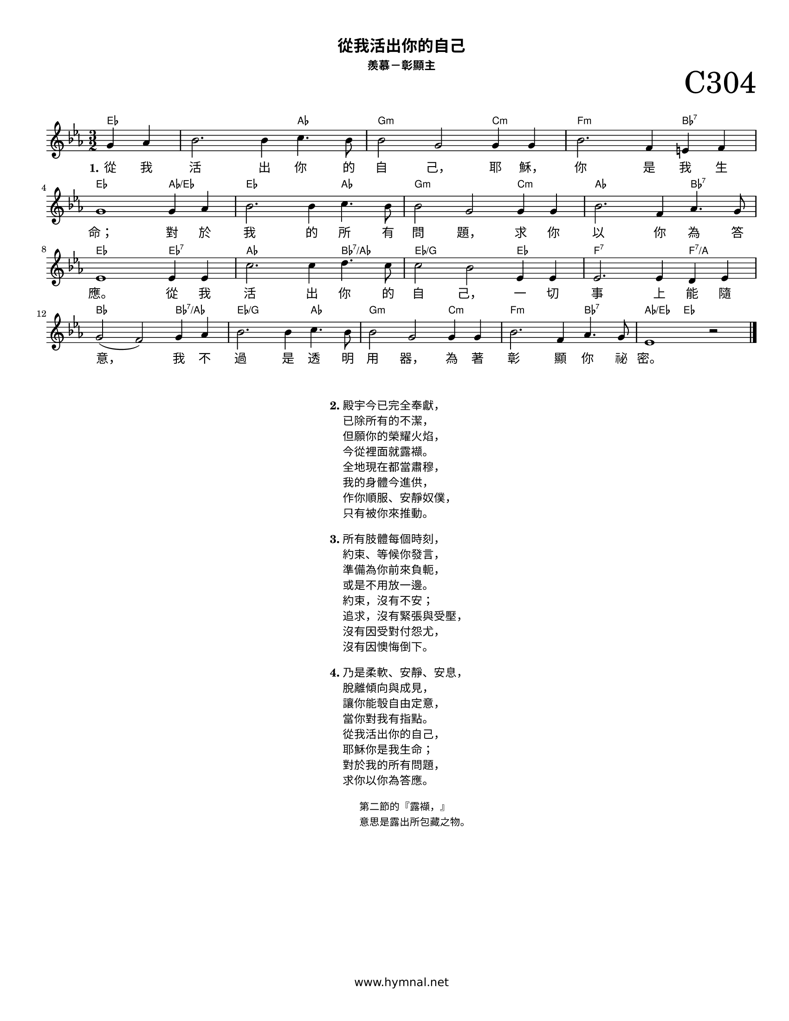 從我活出你的自己
羨慕－彰顯主
C304
E♭ A♭ Gm Cm Fm B♭7
3/2
1. 從 我 活 出 你 的 自 己， 耶 穌， 你 是 我 生
4
E♭ A♭/E♭ E♭ A♭ Gm Cm A♭ B♭7
命； 對 於 我 的 所 有 問 題， 求 你 以 你 為 答
8
E♭ E♭7 A♭ B♭7/A♭ E♭/G E♭ F7 F7/A
應。 從 我 活 出 你 的 自 己， 一 切 事 上 能 隨
12
B♭ B♭7/A♭ E♭/G A♭ Gm Cm Fm B♭7 A♭/E♭ E♭
意， 我 不 過 是 透 明 用 器， 為 著 彰 顯 你 祕 密。
2. 殿宇今已完全奉獻，
已除所有的不潔，
但願你的榮耀火焰，
今從裡面就露襭。
全地現在都當肅穆，
我的身體今進供，
作你順服、安靜奴僕，
只有被你來推動。
3. 所有肢體每個時刻，
約束、等候你發言，
準備為你前來負軛，
或是不用放一邊。
約束，沒有不安；
追求，沒有緊張與受壓，
沒有因受對付怨尤，
沒有因懊悔倒下。
4. 乃是柔軟、安靜、安息，
脫離傾向與成見，
讓你能彀自由定意，
當你對我有指點。
從我活出你的自己，
耶穌你是我生命；
對於我的所有問題，
求你以你為答應。
第二節的『露襭，』
意思是露出所包藏之物。
www.hymnal.net